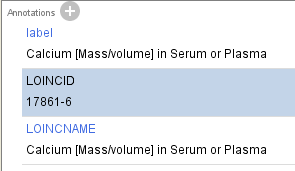 Annotations
label
Calcium [Mass/volume] in Serum or Plasma
LOINCID
17861-6
LOINCNAME
Calcium [Mass/volume] in Serum or Plasma